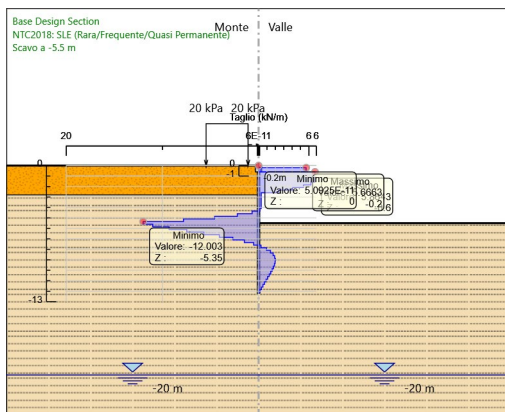 Base Design Section
NTC2018: SLE (Rara/Frequente/Quasi Permanente)
Scavo a -5.5 m
Monte Valle
20 kPa 20 kPa
Taglio (kN/m)
20 6E-11 6 6
0 0
-1
-0.2m Minimo
Valore: 5.0925E-11
Z : 0
Massimo
-0.2
Minimo
Valore: -12.003
Z : -5.35
-13
-20 m -20 m